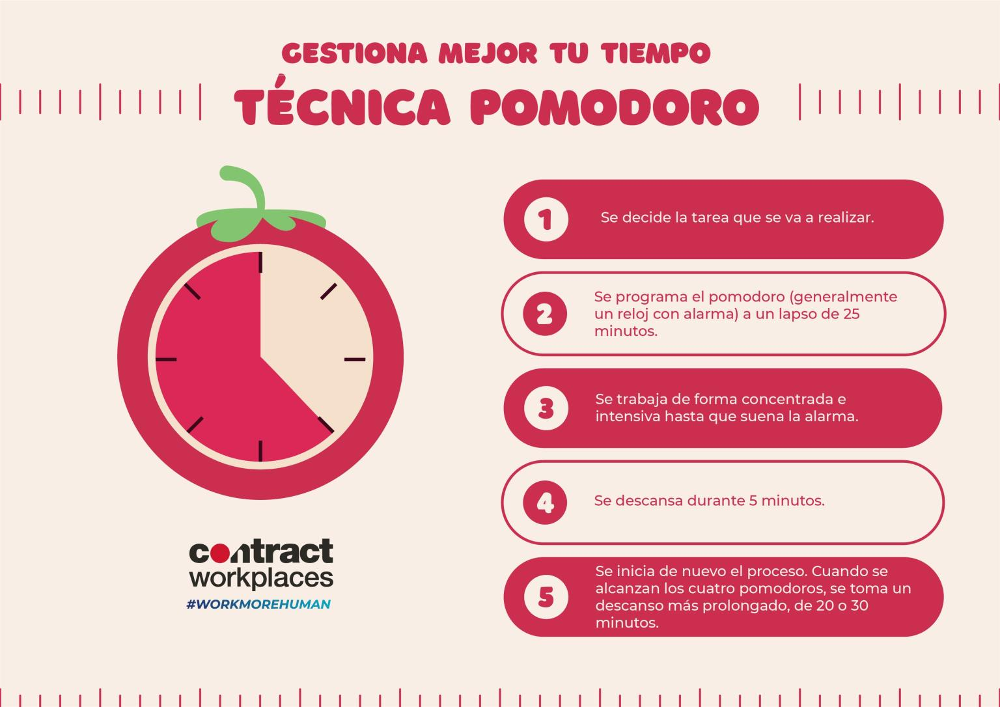 GESTIONA MEJOR TU TIEMPO
TÉCNICA POMODORO
1
Se decide la tarea que se va a realizar.
2
Se programa el pomodoro (generalmente
un reloj con alarma) a un lapso de 25
minutos.
3
Se trabaja de forma concentrada e
intensiva hasta que suena la alarma.
4
Se descansa durante 5 minutos.
5
Se inicia de nuevo el proceso. Cuando se
alcanzan los cuatro pomodoros, se toma un
descanso más prolongado, de 20 o 30
minutos.
contract
workplaces
#WORKMOREHUMAN